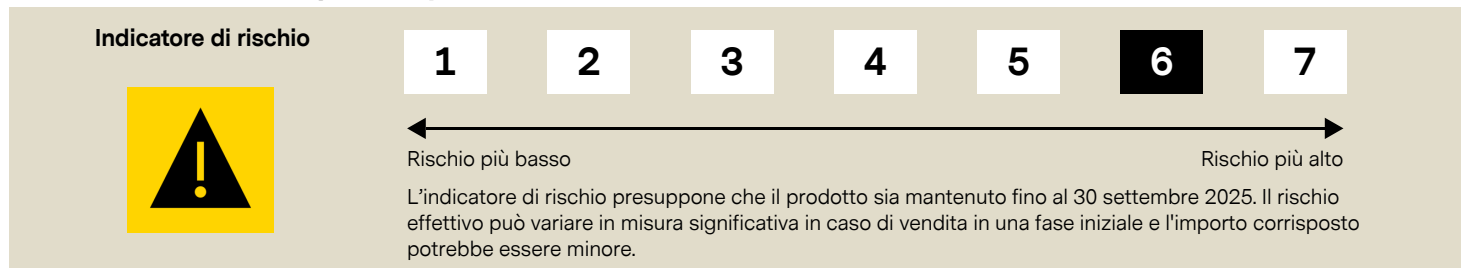 Indicatore di rischio
1 2 3 4 5 6 7
Rischio più basso Rischio più alto
L’indicatore di rischio presuppone che il prodotto sia mantenuto fino al 30 settembre 2025. Il rischio
effettivo può variare in misura significativa in caso di vendita in una fase iniziale e l'importo corrisposto
potrebbe essere minore.